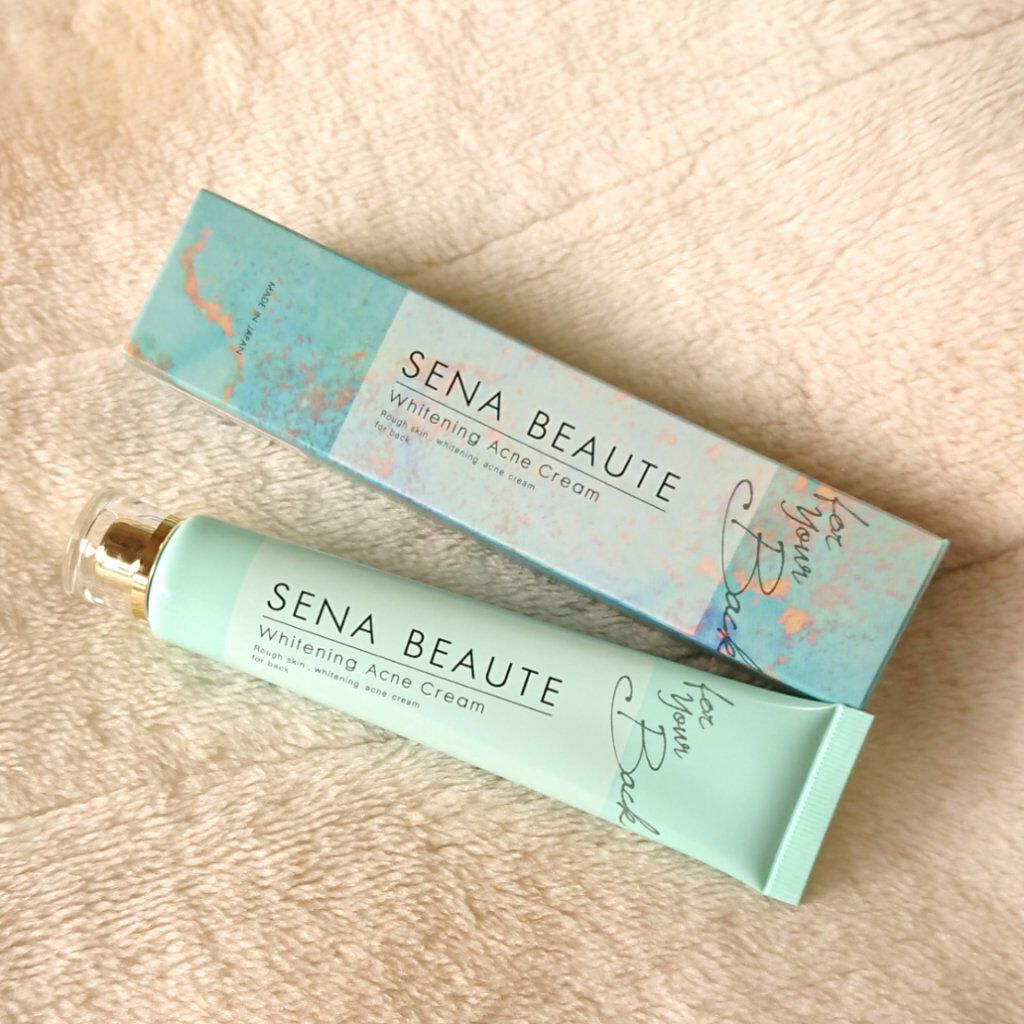 MADE IN JAPAN
SENA BEAUTE
Whitening Acne Cream
Rough skin . whitening acne cream
for back
for
Your
Back
SENA BEAUTE
Whitening Acne Cream
Rough skin . whitening acne cream
for back
for
Your
Back